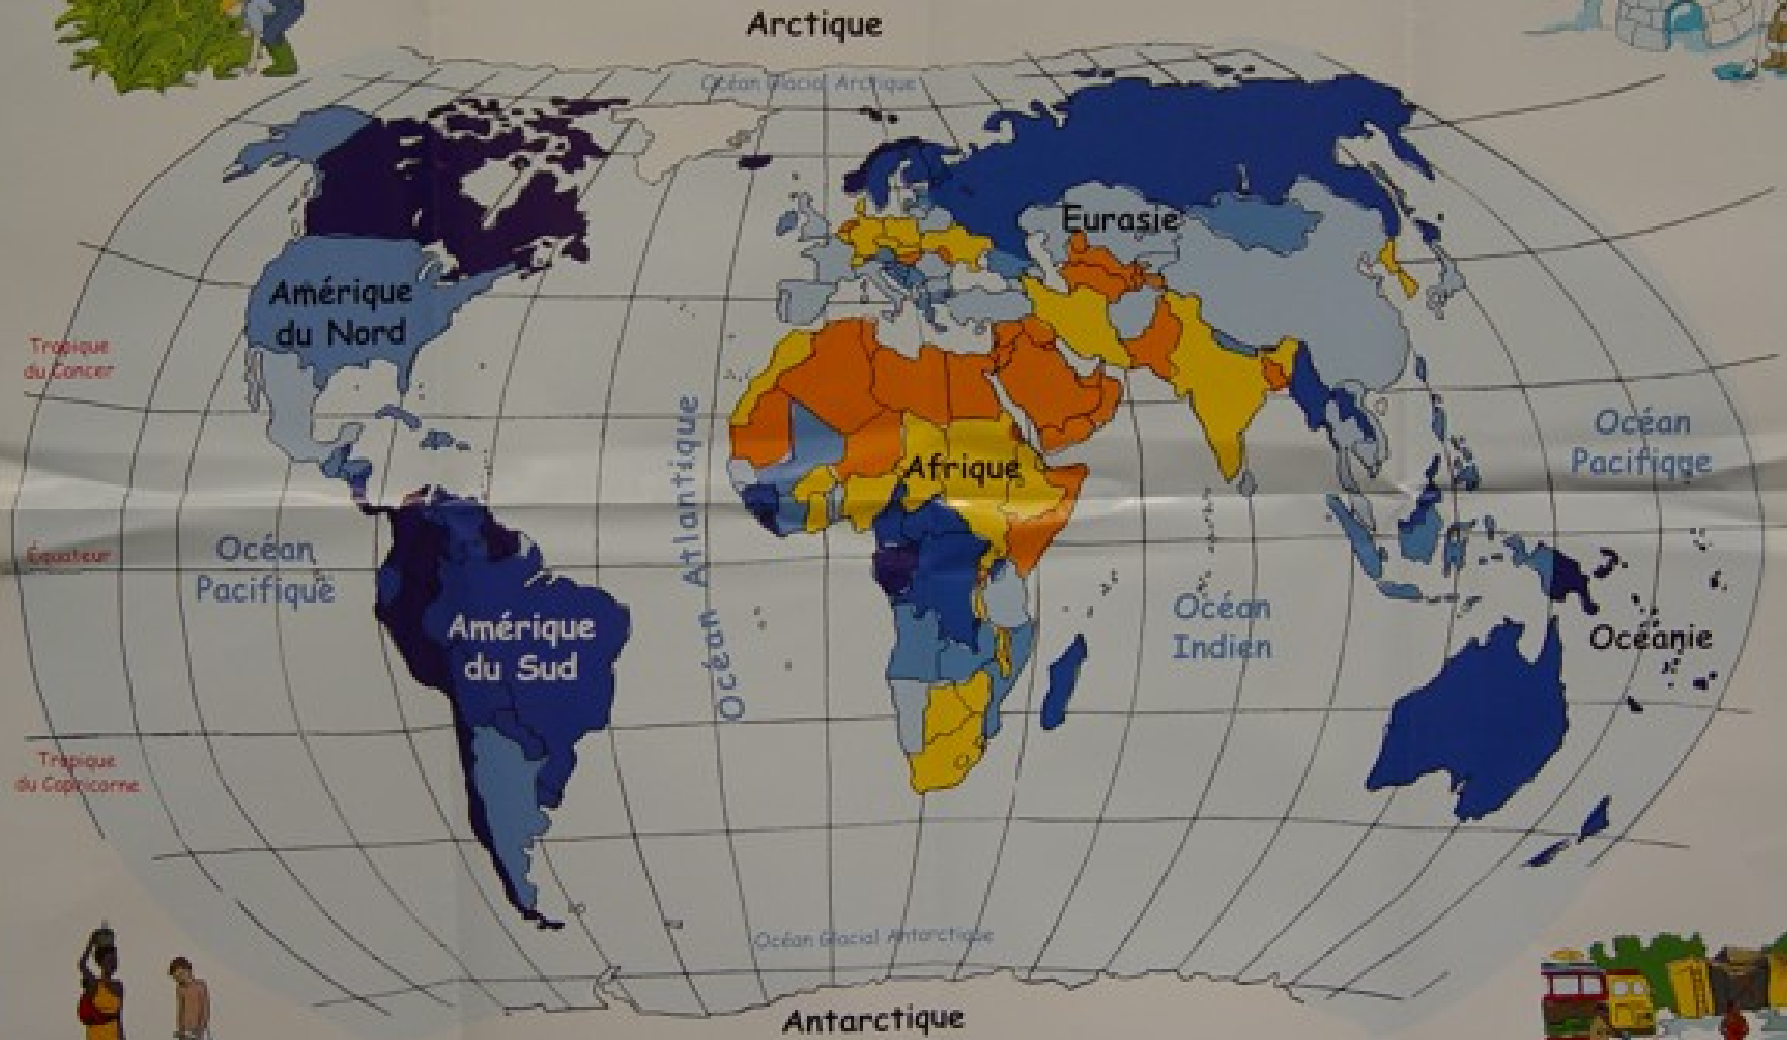 Arctique
Océan Glacial Arctique
Eurasie
Amérique
du Nord
Tropique
du Cancer
Océan Atlantique
Océan
Pacifique
Afrique
Équateur
Océan
Pacifique
Océan
Indien
Océanie
Amérique
du Sud
Tropique
du Capricorne
Océan Glacial Antarctique
Antarctique